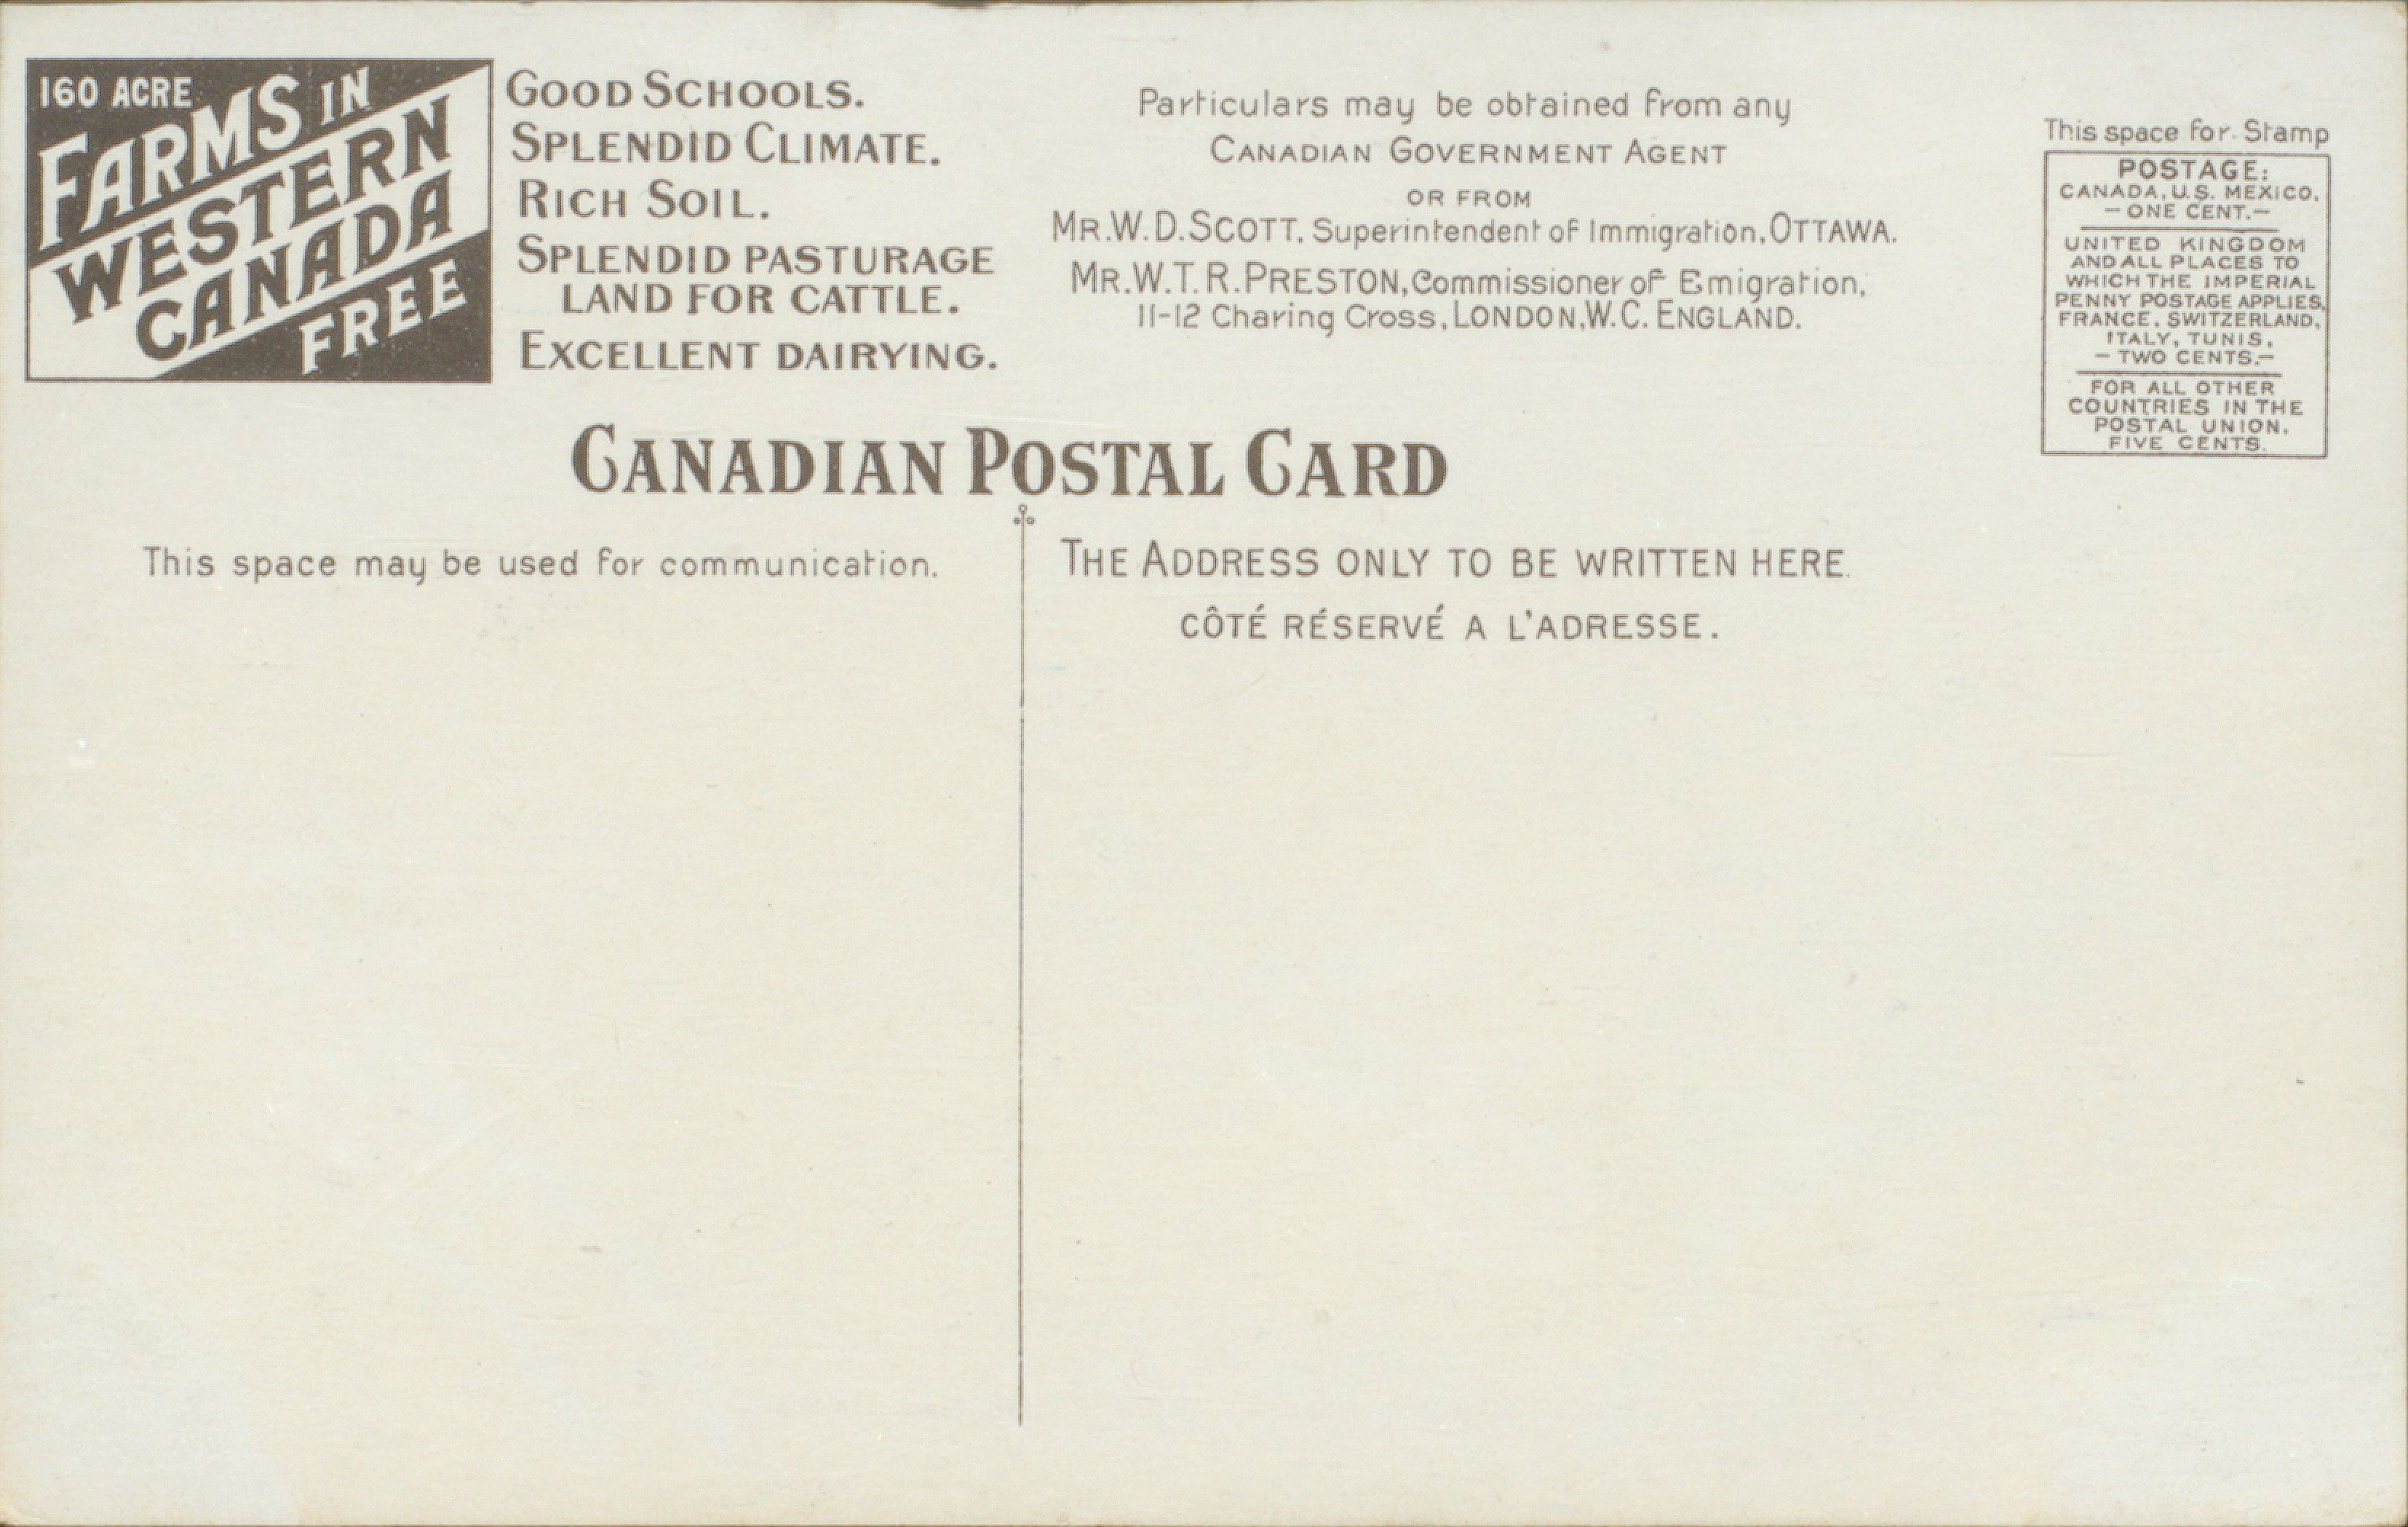 160 ACRE
FARMS IN
WESTERN
CANADA
FREE
GOOD SCHOOLS.
SPLENDID CLIMATE.
RICH SOIL.
SPLENDID PASTURAGE
LAND FOR CATTLE.
EXCELLENT DAIRYING.
Particulars may be obtained from any
CANADIAN GOVERNMENT AGENT
OR FROM
MR. W. D. SCOTT, Superintendent of Immigration, OTTAWA.
MR. W. T. R. PRESTON, Commissioner of Emigration,
11-12 Charing Cross, LONDON, W.C. ENGLAND.
This space for Stamp
POSTAGE:
CANADA, U.S. MEXICO.
- ONE CENT. -
UNITED KINGDOM
AND ALL PLACES TO
WHICH THE IMPERIAL
PENNY POSTAGE APPLIES,
FRANCE, SWITZERLAND,
ITALY, TUNIS,
- TWO CENTS. -
FOR ALL OTHER
COUNTRIES IN THE
POSTAL UNION,
FIVE CENTS.
CANADIAN POSTAL CARD
This space may be used for communication.
THE ADDRESS ONLY TO BE WRITTEN HERE.
CÔTÉ RÉSERVÉ A L'ADRESSE.